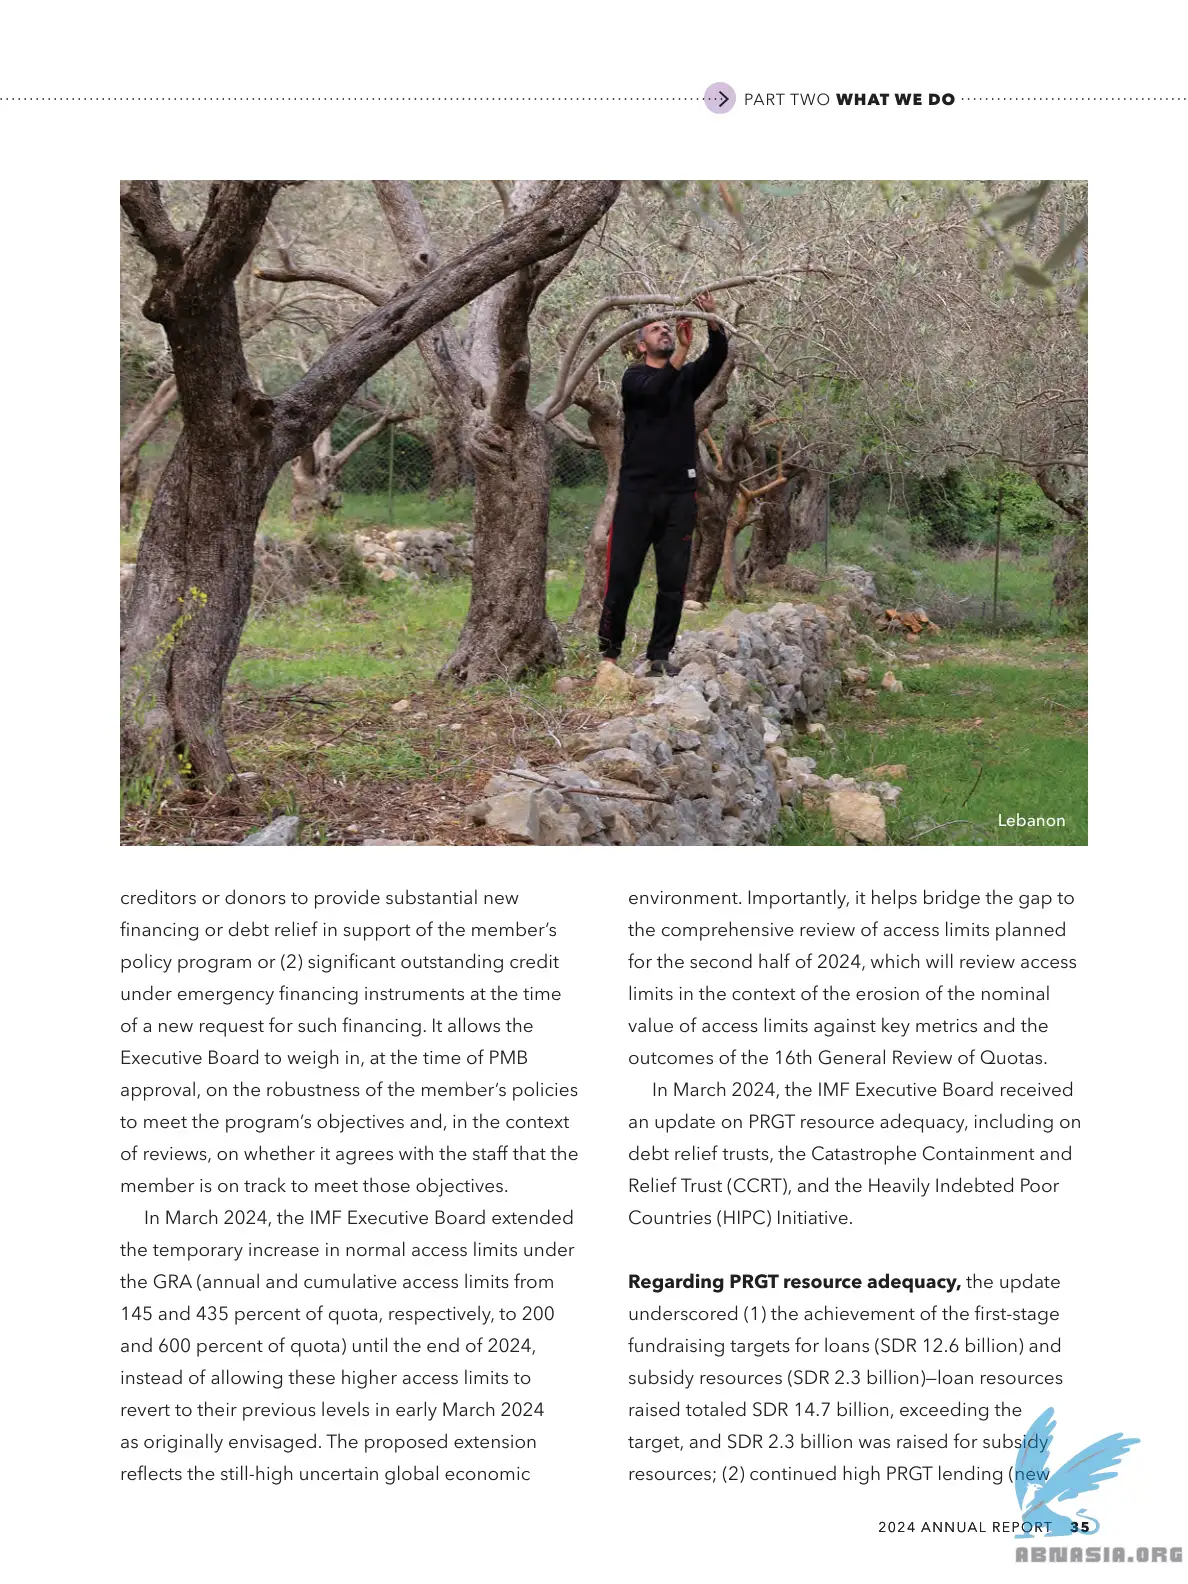 PART TWO WHAT WE DO
Lebanon
creditors or donors to provide substantial new
financing or debt relief in support of the member’s
policy program or (2) significant outstanding credit
under emergency financing instruments at the time
of a new request for such financing. It allows the
Executive Board to weigh in, at the time of PMB
approval, on the robustness of the member’s policies
to meet the program’s objectives and, in the context
of reviews, on whether it agrees with the staff that the
member is on track to meet those objectives.
In March 2024, the IMF Executive Board extended
the temporary increase in normal access limits under
the GRA (annual and cumulative access limits from
145 and 435 percent of quota, respectively, to 200
and 600 percent of quota) until the end of 2024,
instead of allowing these higher access limits to
revert to their previous levels in early March 2024
as originally envisaged. The proposed extension
reflects the still-high uncertain global economic
environment. Importantly, it helps bridge the gap to
the comprehensive review of access limits planned
for the second half of 2024, which will review access
limits in the context of the erosion of the nominal
value of access limits against key metrics and the
outcomes of the 16th General Review of Quotas.
In March 2024, the IMF Executive Board received
an update on PRGT resource adequacy, including on
debt relief trusts, the Catastrophe Containment and
Relief Trust (CCRT), and the Heavily Indebted Poor
Countries (HIPC) Initiative.
Regarding PRGT resource adequacy, the update
underscored (1) the achievement of the first-stage
fundraising targets for loans (SDR 12.6 billion) and
subsidy resources (SDR 2.3 billion)—loan resources
raised totaled SDR 14.7 billion, exceeding the
target, and SDR 2.3 billion was raised for subsidy
resources; (2) continued high PRGT lending (new
2024 ANNUAL REPORT 35
ABNASIA.ORG